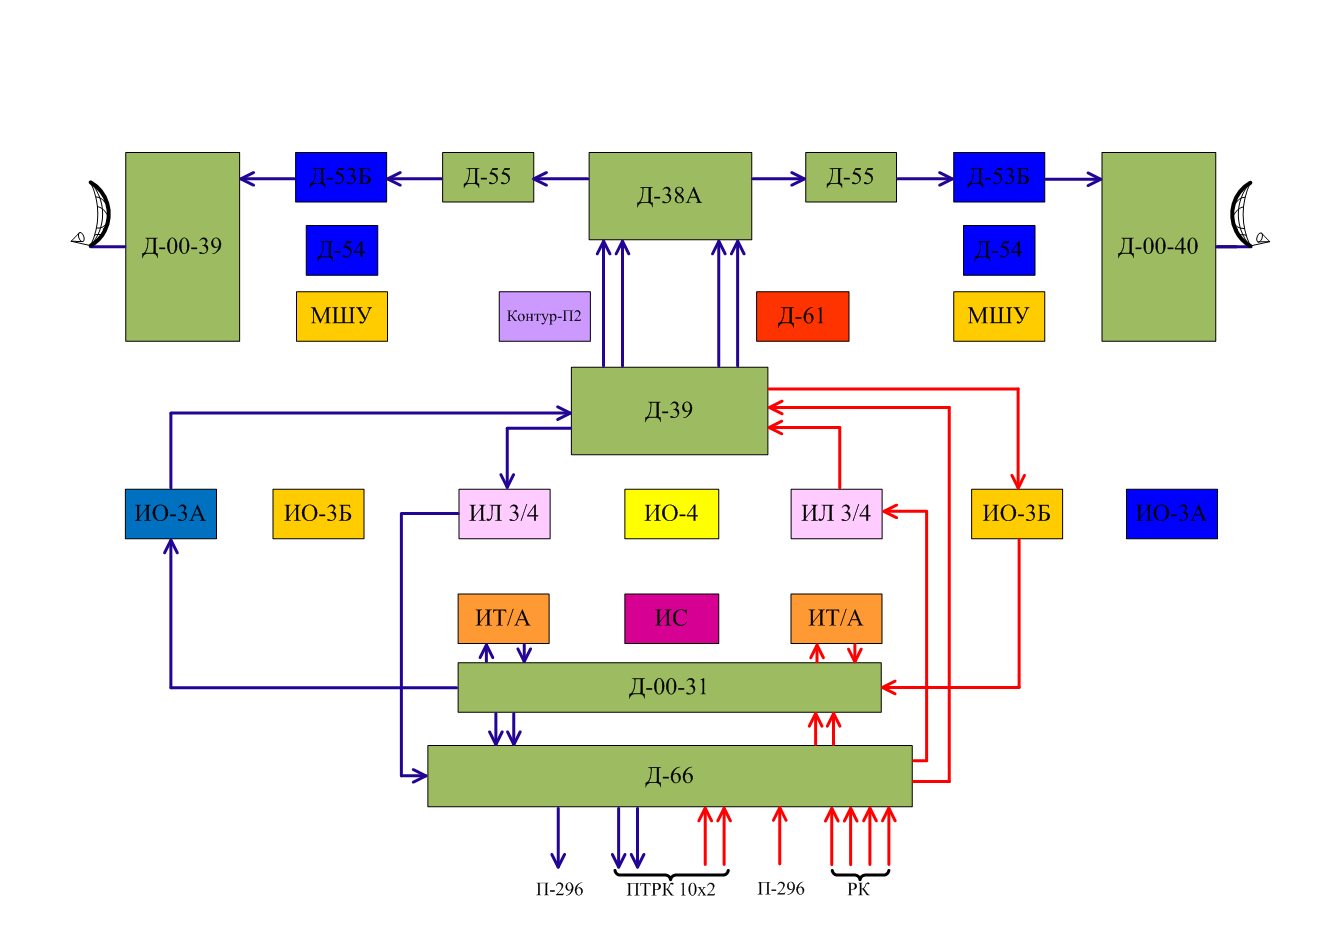 Д-00-39
Д-53Б
Д-55
Д-38А
Д-55
Д-53Б
Д-00-40
Д-54
Д-54
МШУ
Контур-П2
Д-61
МШУ
Д-39
ИО-3А
ИО-3Б
ИЛ 3/4
ИО-4
ИЛ 3/4
ИО-3Б
ИО-3А
ИТ/А
ИС
ИТ/А
Д-00-31
Д-66
П-296
ПТРК 10х2
П-296
РК